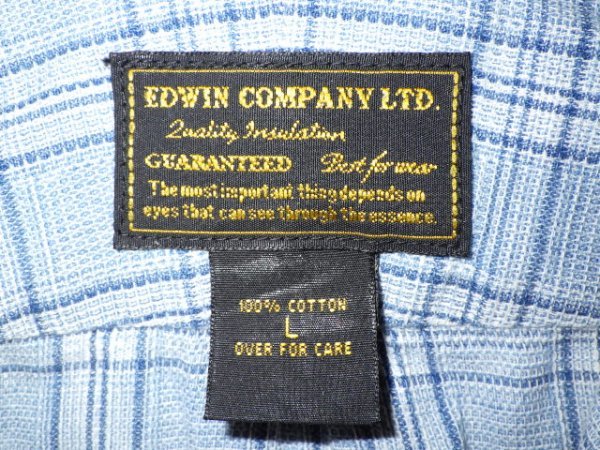 EDWIN COMPANY LTD.
Quality Insulation
GUARANTEED Best for wear
The most important thing depends on
eyes that can see through the essence.
100% COTTON
L
OVER FOR CARE